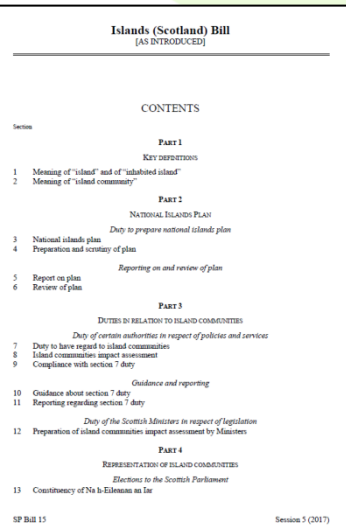 Islands (Scotland) Bill
[AS INTRODUCED]
CONTENTS
Section
PART 1
KEY DEFINITIONS
1 Meaning of “island” and of “inhabited island”
2 Meaning of “island community”
PART 2
NATIONAL ISLANDS PLAN
Duty to prepare national islands plan
3 National islands plan
4 Preparation and scrutiny of plan
Reporting on and review of plan
5 Report on plan
6 Review of plan
PART 3
DUTIES IN RELATION TO ISLAND COMMUNITIES
Duty of certain authorities in respect of policies and services
7 Duty to have regard to island communities
8 Island communities impact assessment
9 Compliance with section 7 duty
Guidance and reporting
10 Guidance about section 7 duty
11 Reporting regarding section 7 duty
Duty of the Scottish Ministers in respect of legislation
12 Preparation of island communities impact assessment by Ministers
PART 4
REPRESENTATION OF ISLAND COMMUNITIES
Elections to the Scottish Parliament
13 Constituency of Na h-Eileanan an Iar
SP Bill 15 Session 5 (2017)